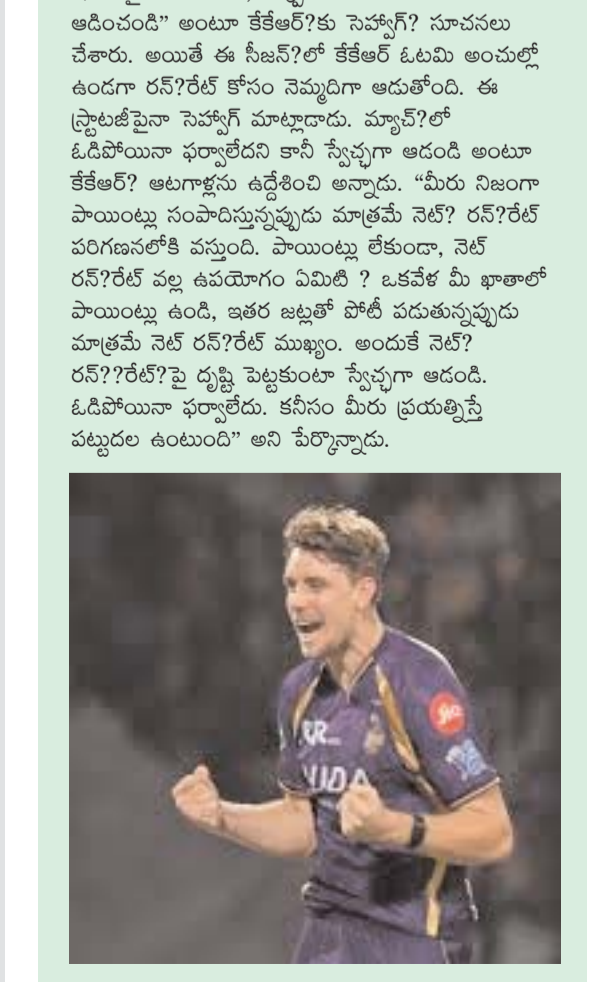 ఆడించండి” అంటూ కేకేఆర్?కు సెహ్వాగ్? సూచనలు
చేశారు. అయితే ఈ సీజన్?లో కేకేఆర్ ఓటమి అంచుల్లో
ఉండగా రన్?రేట్ కోసం నెమ్మదిగా ఆడుతోంది. ఈ
స్ట్రాటజీపైనా సెహ్వాగ్ మాట్లాడాడు. మ్యాచ్?లో
ఓడిపోయినా ఫర్వాలేదని కానీ స్వేచ్ఛగా ఆడండి అంటూ
కేకేఆర్? ఆటగాళ్లను ఉద్దేశించి అన్నాడు. “మీరు నిజంగా
పాయింట్లు సంపాదిస్తున్నప్పుడు మాత్రమే నెట్? రన్?రేట్
పరిగణనలోకి వస్తుంది. పాయింట్లు లేకుండా, నెట్
రన్?రేట్ వల్ల ఉపయోగం ఏమిటి ? ఒకవేళ మీ ఖాతాలో
పాయింట్లు ఉండి, ఇతర జట్లతో పోటీ పడుతున్నప్పుడు
మాత్రమే నెట్ రన్?రేట్ ముఖ్యం. అందుకే నెట్?
రన్??రేట్?పై దృష్టి పెట్టకుంటా స్వేచ్ఛగా ఆడండి.
ఓడిపోయినా ఫర్వాలేదు. కనీసం మీరు ప్రయత్నిస్తే
పట్టుదల ఉంటుంది” అని పేర్కొన్నాడు.
Jio